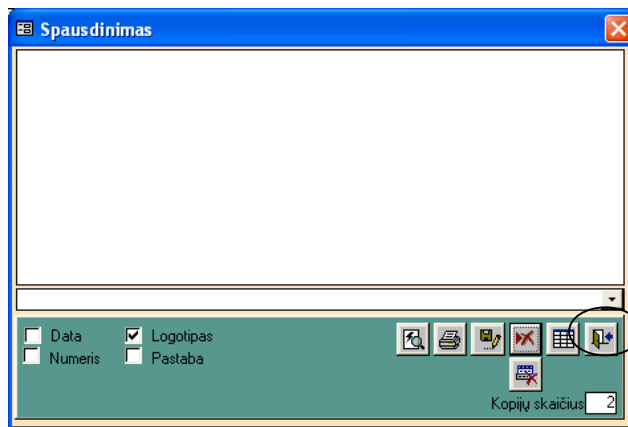 Spausdinimas
Data
Logotipas
Numeris
Pastaba
Kopijų skaičius 2